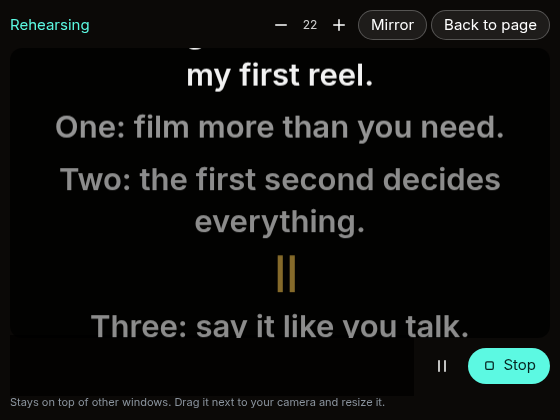 Rehearsing
22
Mirror
Back to page
my first reel.
One: film more than you need.
Two: the first second decides
everything.
Three: say it like you talk.
Stop
Stays on top of other windows. Drag it next to your camera and resize it.